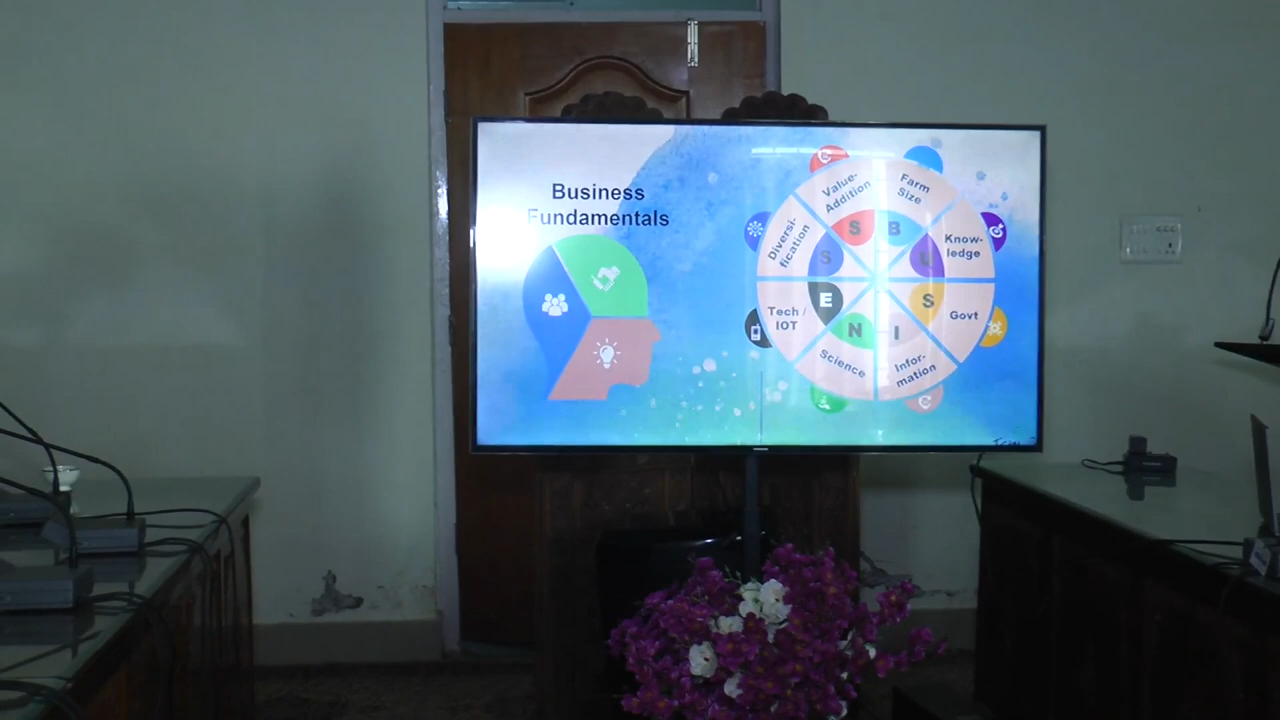 Business
Fundamentals
Value-
Addition
Farm
Size
Diversi-
fication
Know-
ledge
Tech /
IOT
Govt
Science
Infor-
mation
B
U
S
I
N
E
S
S